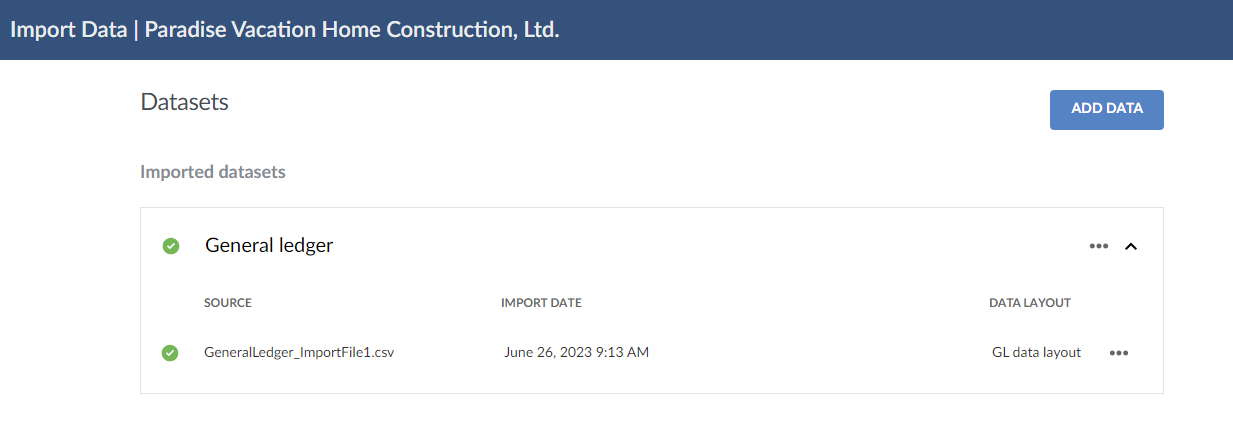 Import Data | Paradise Vacation Home Construction, Ltd.
Datasets
ADD DATA
Imported datasets
General ledger
SOURCE IMPORT DATE DATA LAYOUT
GeneralLedger_ImportFile1.csv June 26, 2023 9:13 AM GL data layout